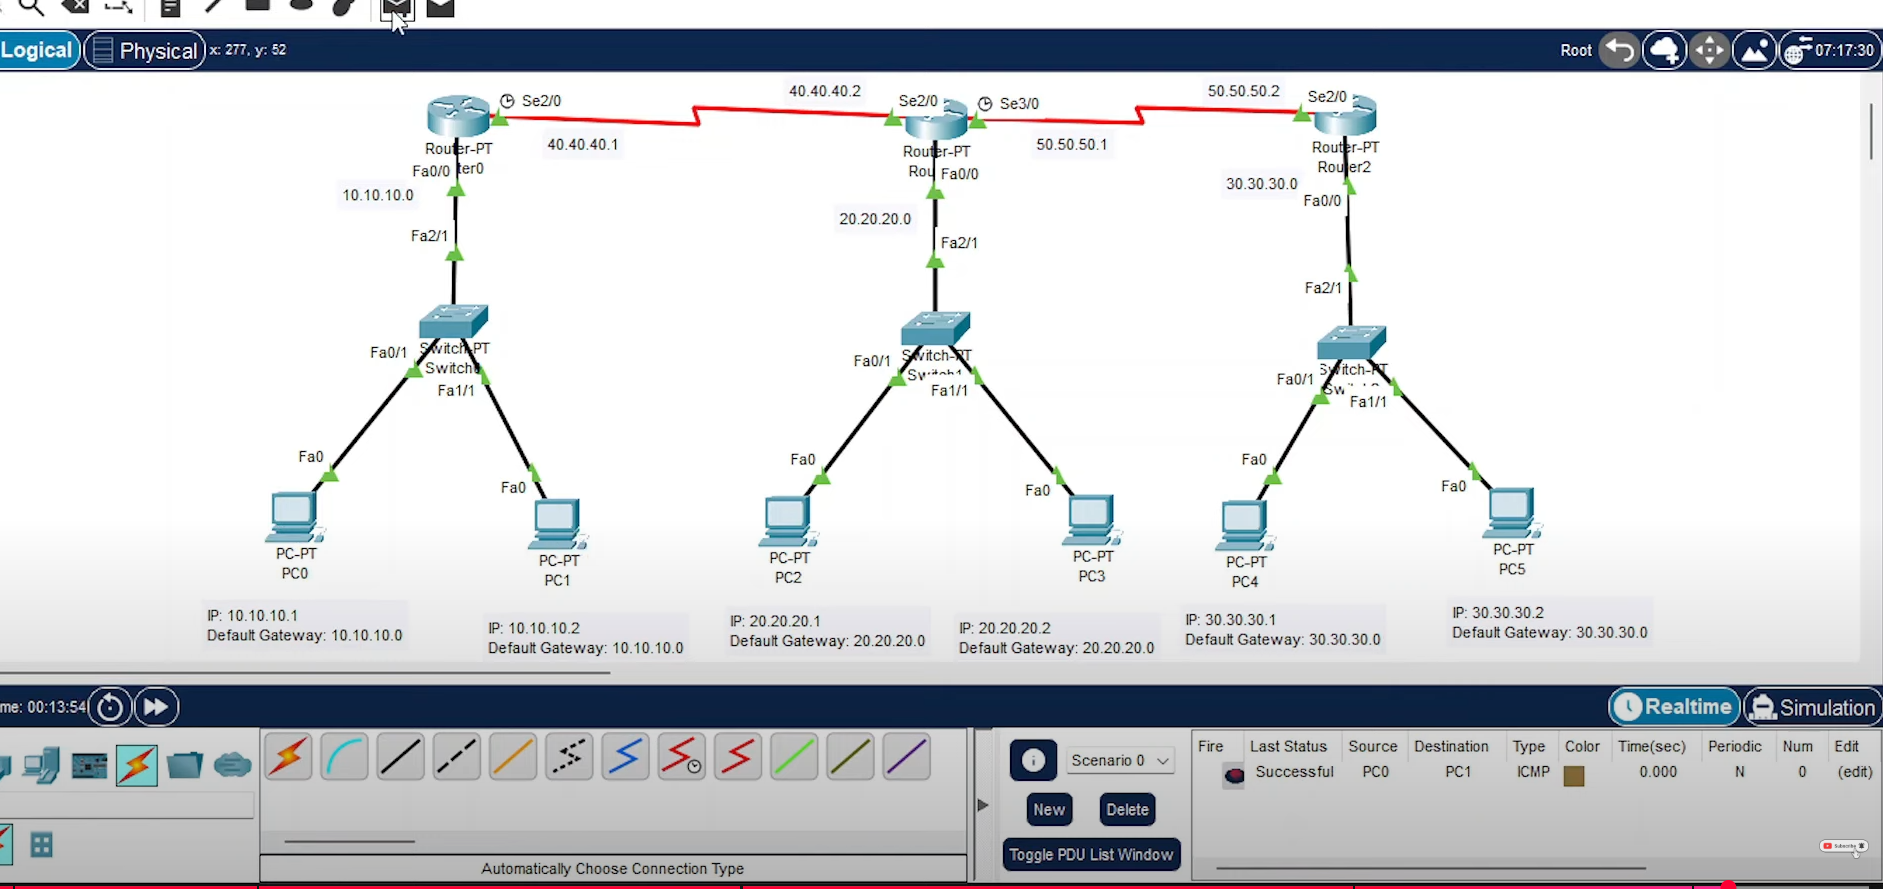 Logical
Physical
x: 277, y: 52
Root
07:17:30
Se2/0
40.40.40.2
Se2/0
Se3/0
50.50.50.2
Se2/0
40.40.40.1
50.50.50.1
Router-PT
ter0
Router-PT
Rou
Router-PT
Router2
Fa0/0
Fa0/0
Fa0/0
10.10.10.0
20.20.20.0
30.30.30.0
Fa2/1
Fa2/1
Fa2/1
Switch-PT
Switch0
Switch-PT
Switch1
Switch-PT
Fa0/1
Fa1/1
Fa0/1
Fa1/1
Fa0/1
Fa1/1
Fa0
Fa0
Fa0
Fa0
Fa0
Fa0
PC-PT
PC0
PC-PT
PC1
PC-PT
PC2
PC-PT
PC3
PC-PT
PC4
PC-PT
PC5
IP: 10.10.10.1
Default Gateway: 10.10.10.0
IP: 10.10.10.2
Default Gateway: 10.10.10.0
IP: 20.20.20.1
Default Gateway: 20.20.20.0
IP: 20.20.20.2
Default Gateway: 20.20.20.0
IP: 30.30.30.1
Default Gateway: 30.30.30.0
IP: 30.30.30.2
Default Gateway: 30.30.30.0
me: 00:13:54
Realtime
Simulation
Scenario 0
New
Delete
Toggle PDU List Window
Automatically Choose Connection Type
Fire Last Status Source Destination Type Color Time(sec) Periodic Num Edit
Successful PC0 PC1 ICMP 0.000 N 0 (edit)
Subscribe